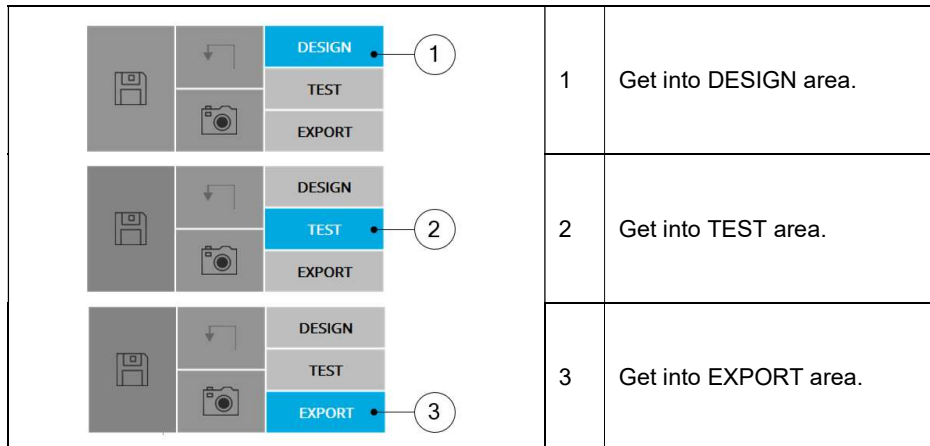 DESIGN
1
TEST
EXPORT
1 Get into DESIGN area.
DESIGN
TEST
2
EXPORT
2 Get into TEST area.
DESIGN
TEST
EXPORT
3
3 Get into EXPORT area.